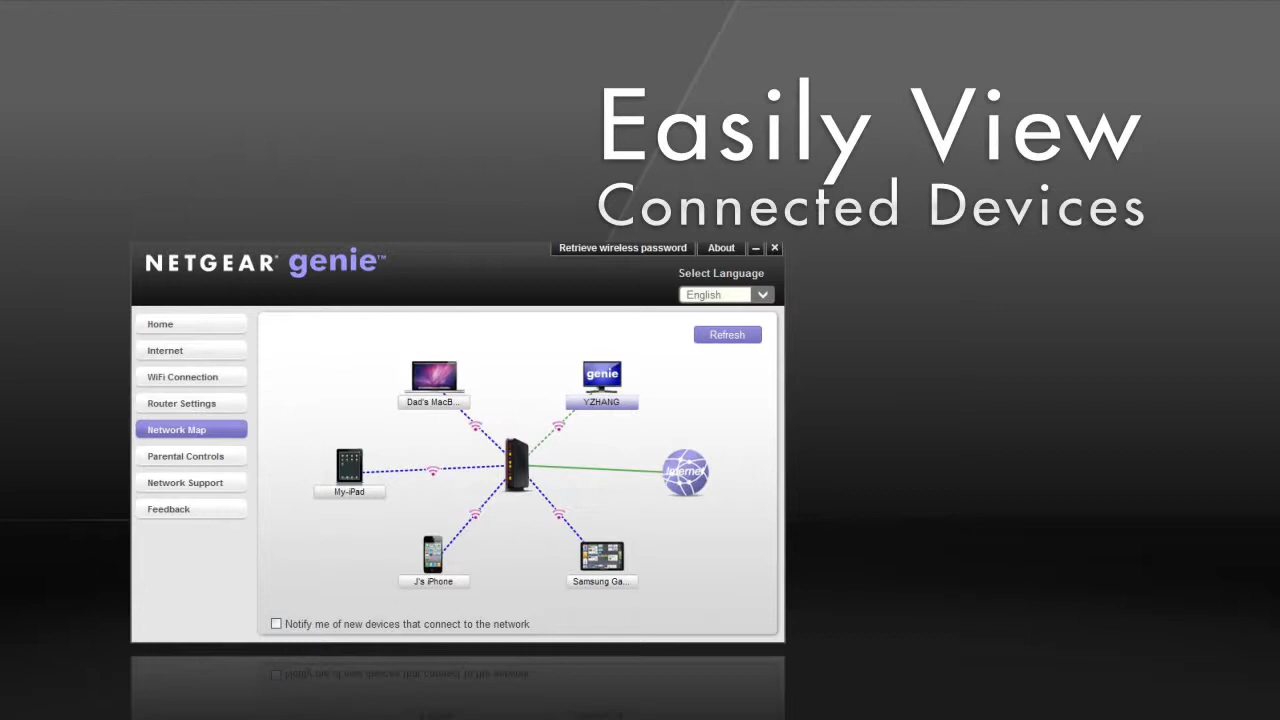 Easily View
Connected Devices
NETGEAR® genie™
Retrieve wireless password
About
Select Language
English
Home
Internet
WiFi Connection
Router Settings
Network Map
Parental Controls
Network Support
Feedback
Refresh
genie
Dad's MacB...
YZHANG
Internet
My-iPad
J's iPhone
Samsung Ga...
Notify me of new devices that connect to the network